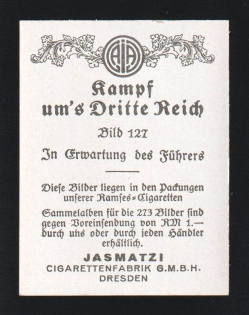 Kampf
um's Dritte Reich
Bild 127
In Erwartung des Führers
Diese Bilder liegen in den Packungen
unserer Ramses=Cigaretten
Sammelalben für die 273 Bilder sind
gegen Voreinsendung von RM 1.—
durch uns oder durch jeden Händler
erhältlich.
JASMATZI
CIGARETTENFABRIK G.M.B.H.
DRESDEN